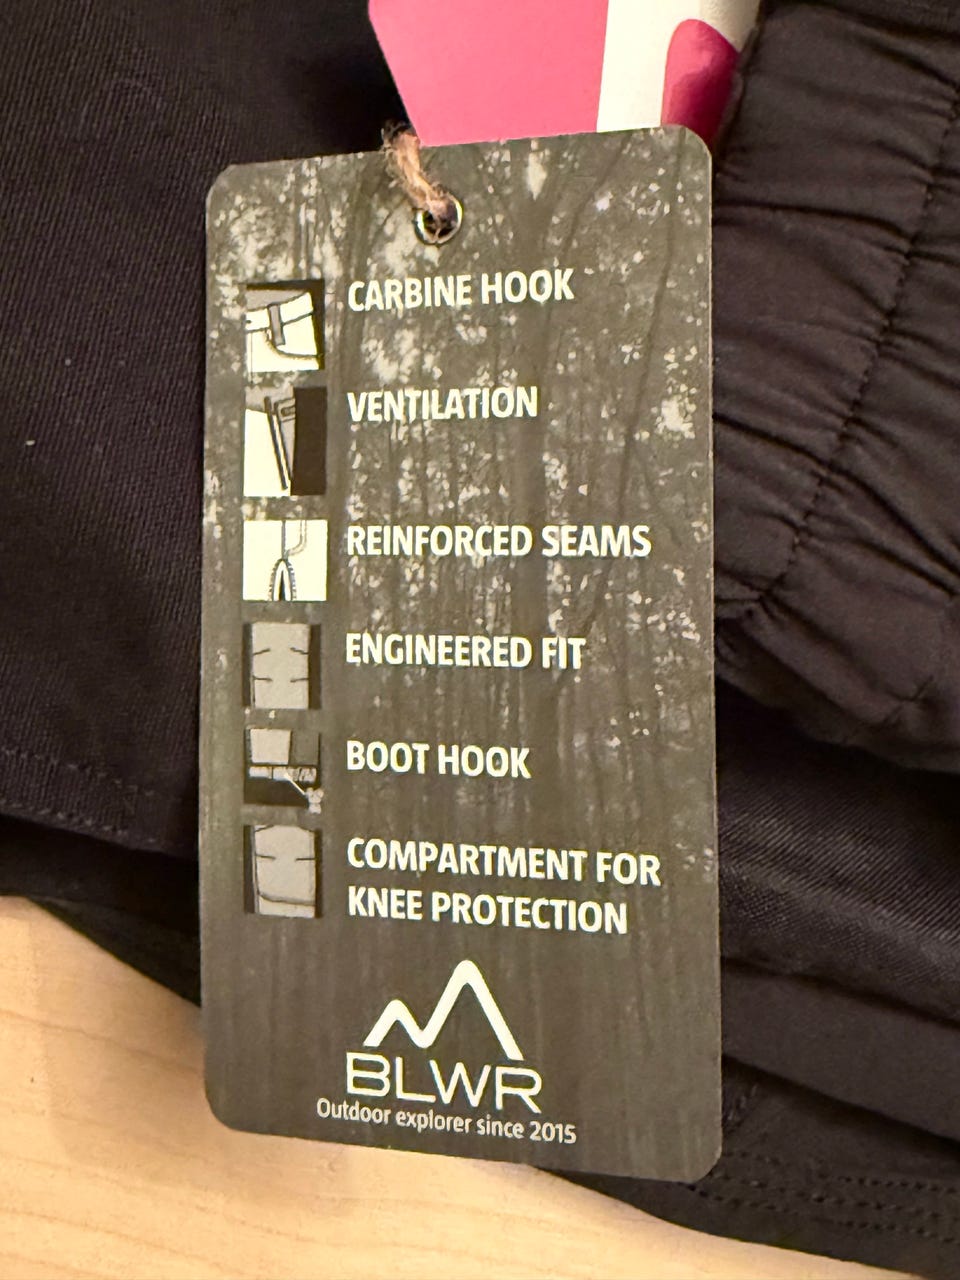 CARBINE HOOK
VENTILATION
REINFORCED SEAMS
ENGINEERED FIT
BOOT HOOK
COMPARTMENT FOR
KNEE PROTECTION
BLWR
Outdoor explorer since 2015